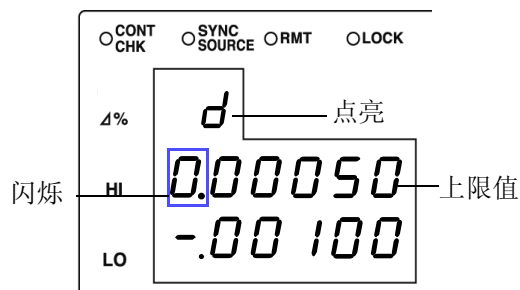 CONT CHK SYNC SOURCE RMT LOCK
⊿% d 点亮
闪烁 HI 0.00050 上限值
LO -.00100